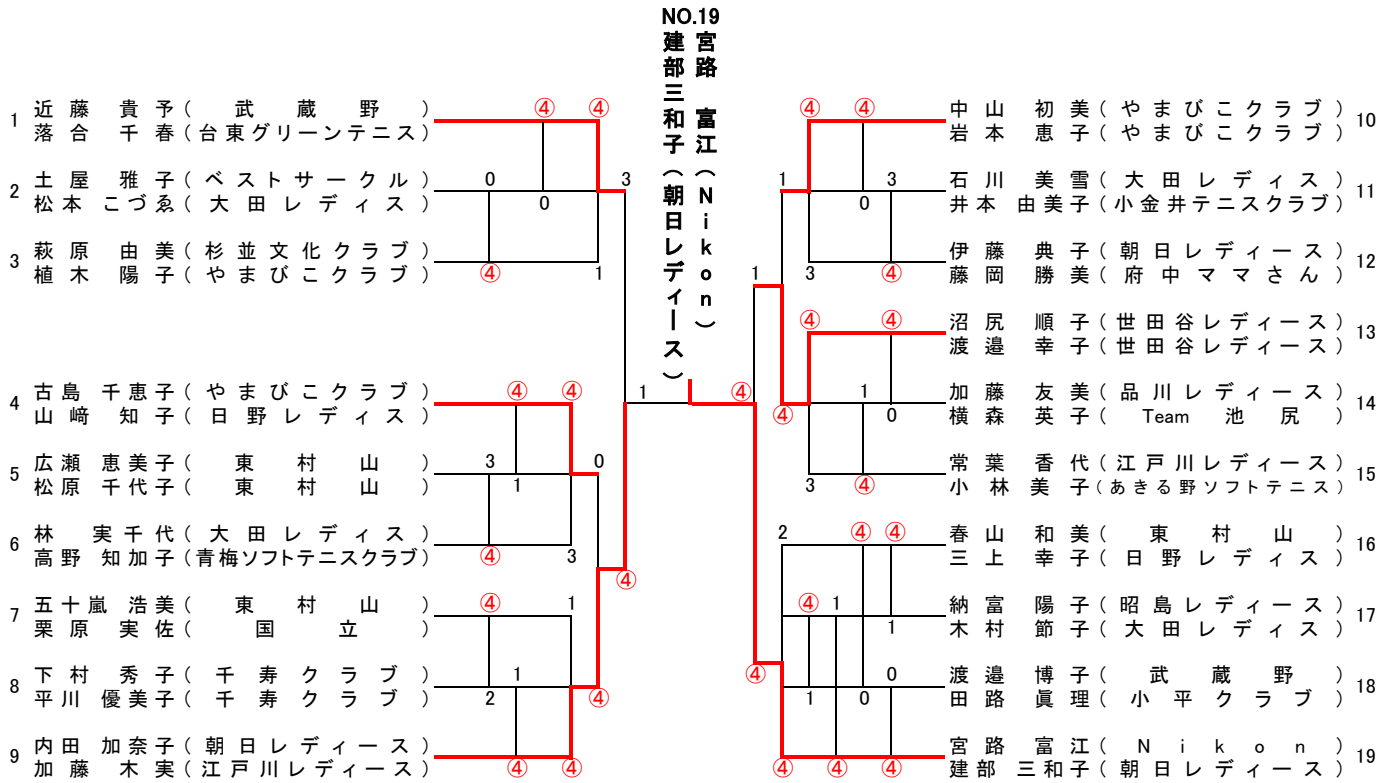 NO.19
宮路 富江（Nikon）
建部三和子（朝日レディース）
1 近藤 貴予（武蔵野）
落合 千春（台東グリーンテニス）
2 土屋 雅子（ベストサークル）
松本 こづゑ（大田レディス）
3 萩原 由美（杉並文化クラブ）
植木 陽子（やまびこクラブ）
4 古島 千恵子（やまびこクラブ）
山﨑 知子（日野レディス）
5 広瀬 恵美子（東村山）
松原 千代子（東村山）
6 林 実千代（大田レディス）
高野 知加子（青梅ソフトテニスクラブ）
7 五十嵐 浩美（東村山）
栗原 実佐（国立）
8 下村 秀子（千寿クラブ）
平川 優美子（千寿クラブ）
9 内田 加奈子（朝日レディース）
加藤 木実（江戸川レディース）
④ ④
0 3
0
④ 1
④ ④
3 0
1
④ 3
④
④ 1
1
2 ④
④ ④
1 ④
1
④
④
中山 初美（やまびこクラブ） 10
岩本 恵子（やまびこクラブ）
石川 美雪（大田レディス） 11
井本 由美子（小金井テニスクラブ）
伊藤 典子（朝日レディース） 12
藤岡 勝美（府中ママさん）
沼尻 順子（世田谷レディース） 13
渡邉 幸子（世田谷レディース）
加藤 友美（品川レディース） 14
横森 英子（Team 池尻）
常葉 香代（江戸川レディース） 15
小林 美子（あきる野ソフトテニス）
春山 和美（東村山） 16
三上 幸子（日野レディス）
納富 陽子（昭島レディース） 17
木村 節子（大田レディス）
渡邉 博子（武蔵野） 18
田路 眞理（小平クラブ）
宮路 富江（Nikon） 19
建部 三和子（朝日レディース）
④ ④
1 3
0
3 ④
④ ④
1
0
3 ④
2 ④ ④
④ 1
1
0
1 0
④ ④ ④